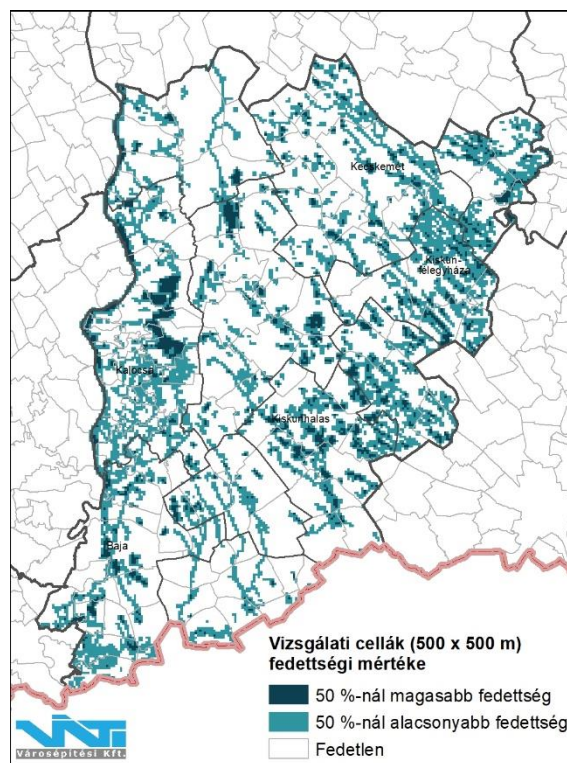 Kecskemét
Kiskun-
félegyháza
Kalocsa
Kiskunhalas
Baja
Vizsgálati cellák (500 x 500 m)
fedettségi mértéke
50 %-nál magasabb fedettség
50 %-nál alacsonyabb fedettség
Fedetlen
VÁTI
Városépítési Kft.